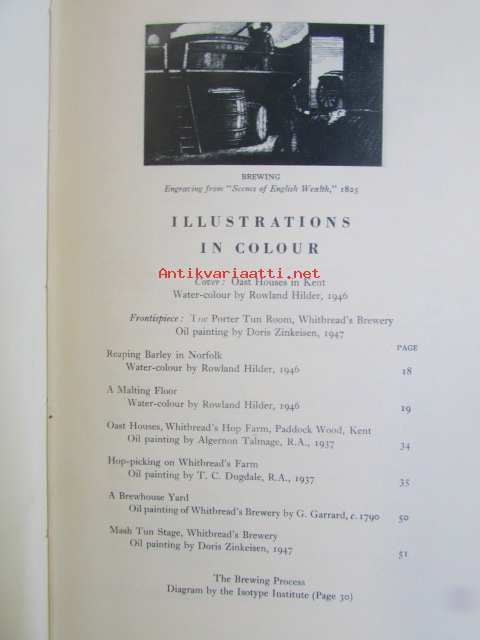 BREWING
Engraving from "Scenes of English Wealth," 1825
ILLUSTRATIONS
IN COLOUR
Antikvariaatti.net
Cover: Oast Houses in Kent
Water-colour by Rowland Hilder, 1946
Frontispiece: The Porter Tun Room, Whitbread's Brewery
Oil painting by Doris Zinkeisen, 1947
PAGE
Reaping Barley in Norfolk
Water-colour by Rowland Hilder, 1946 18
A Malting Floor
Water-colour by Rowland Hilder, 1946 19
Oast Houses, Whitbread's Hop Farm, Paddock Wood, Kent
Oil painting by Algernon Talmage, R.A., 1937 34
Hop-picking on Whitbread's Farm
Oil painting by T. C. Dugdale, R.A., 1937 35
A Brewhouse Yard
Oil painting of Whitbread's Brewery by G. Garrard, c. 1790 50
Mash Tun Stage, Whitbread's Brewery
Oil painting by Doris Zinkeisen, 1947 51
The Brewing Process
Diagram by the Isotype Institute (Page 30)